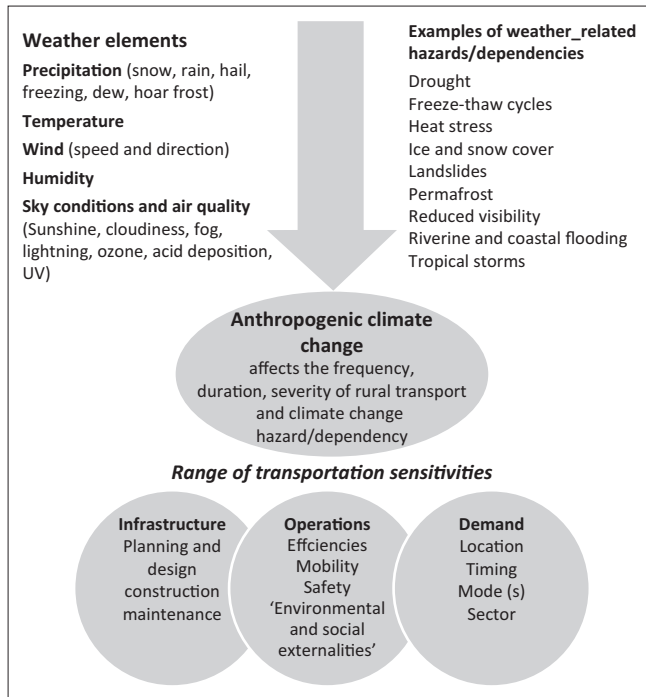 Weather elements
Precipitation (snow, rain, hail,
freezing, dew, hoar frost)
Temperature
Wind (speed and direction)
Humidity
Sky conditions and air quality
(Sunshine, cloudiness, fog,
lightning, ozone, acid deposition,
UV)
Examples of weather_related
hazards/dependencies
Drought
Freeze-thaw cycles
Heat stress
Ice and snow cover
Landslides
Permafrost
Reduced visibility
Riverine and coastal flooding
Tropical storms
Anthropogenic climate
change
affects the frequency,
duration, severity of rural transport
and climate change
hazard/dependency
Range of transportation sensitivities
Infrastructure
Planning and
design
construction
maintenance
Operations
Effciencies
Mobility
Safety
‘Environmental
and social
externalities’
Demand
Location
Timing
Mode (s)
Sector